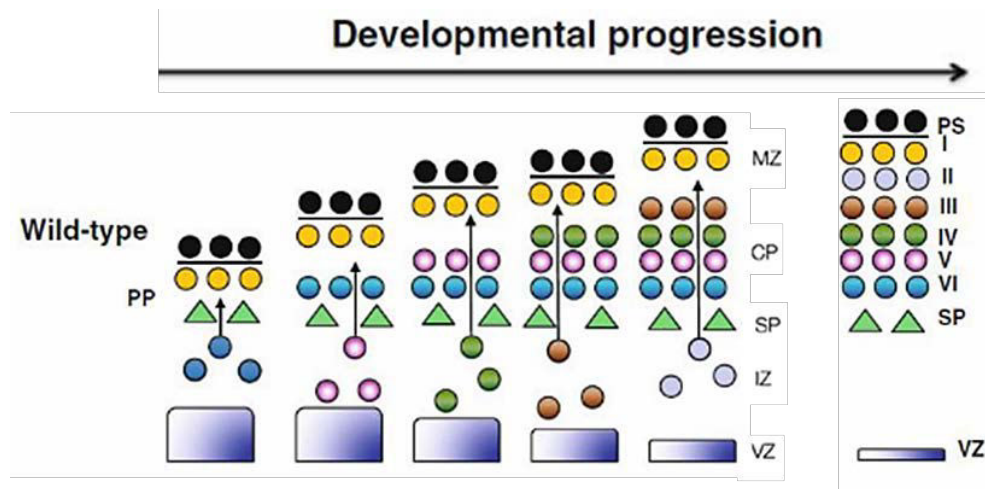 Developmental progression
Wild-type
PP
MZ
CP
SP
IZ
VZ
PS
I
II
III
IV
V
VI
SP
VZ